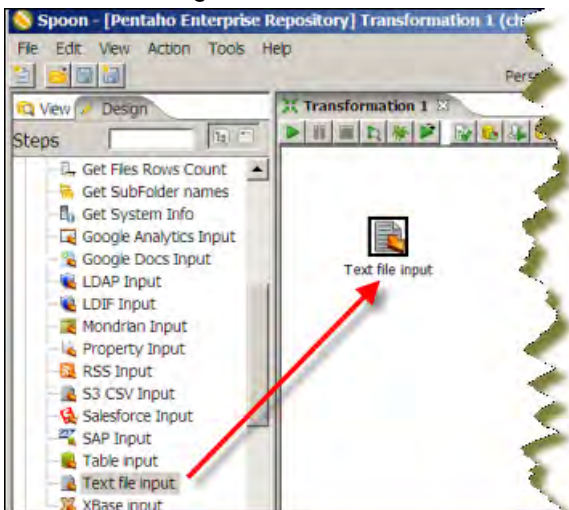 Spoon - [Pentaho Enterprise Repository] Transformation 1 (ch
File Edit View Action Tools Help
Pers
View Design
Transformation 1
Steps
Get Files Rows Count
Get SubFolder names
Get System Info
Google Analytics Input
Google Docs Input
LDAP Input
LDIF Input
Mondrian Input
Property Input
RSS Input
S3 CSV Input
Salesforce Input
SAP Input
Table input
Text file input
XBase input
Text file input